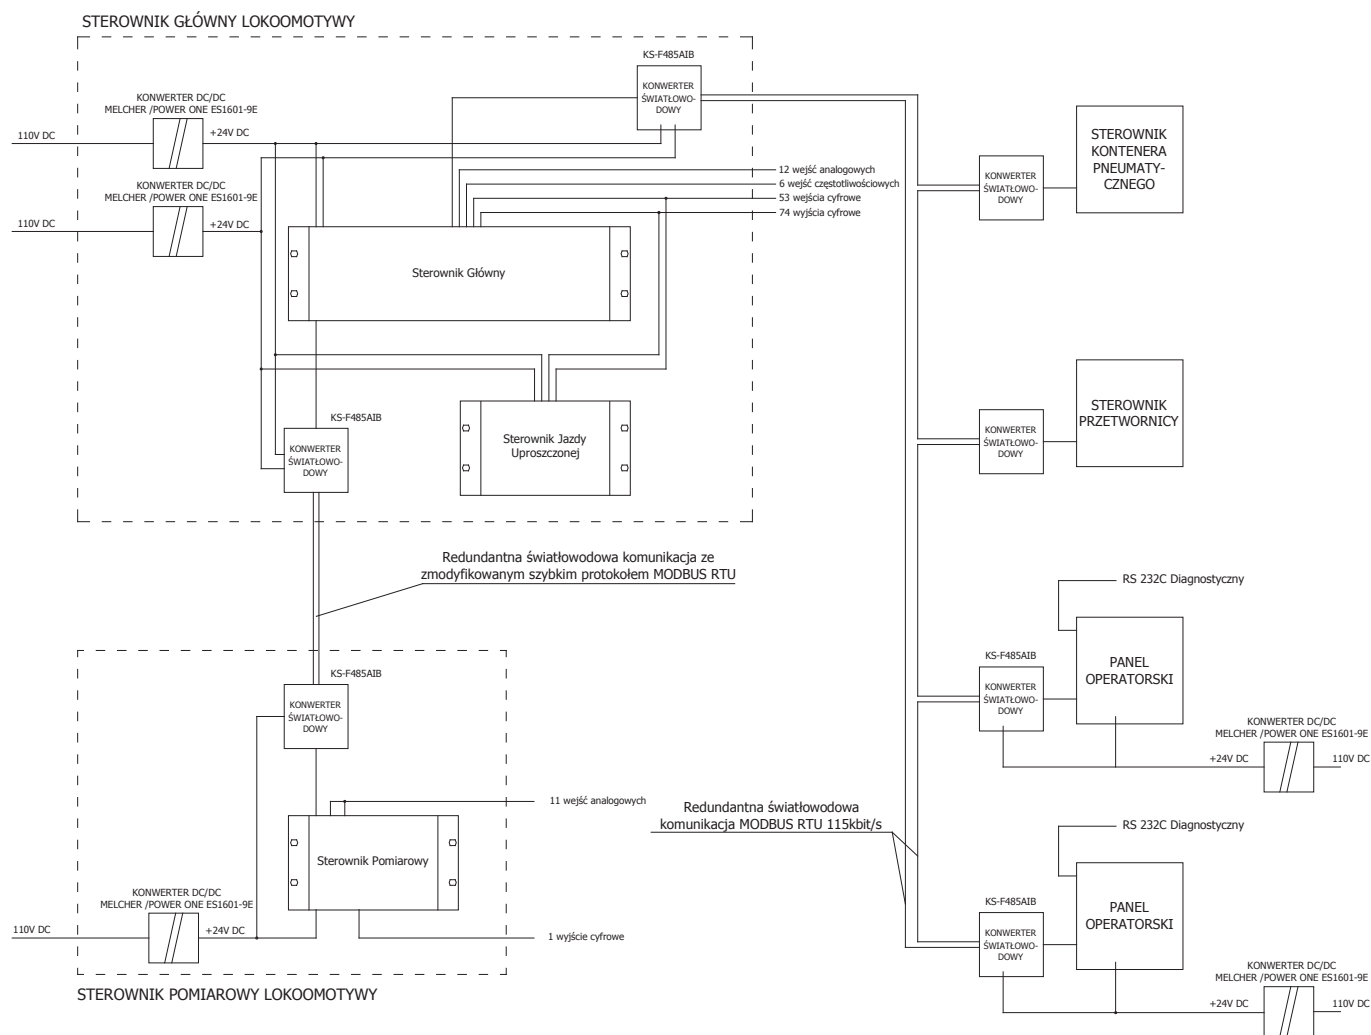 STEROWNIK GŁÓWNY LOKOOMOTYWY
KS-F485AIB
KONWERTER
ŚWIATŁOWO-
DOWY
KONWERTER DC/DC
MELCHER /POWER ONE ES1601-9E
110V DC
+24V DC
KONWERTER DC/DC
MELCHER /POWER ONE ES1601-9E
110V DC
+24V DC
12 wejść analogowych
6 wejść częstotliwościowych
53 wejścia cyfrowe
74 wyjścia cyfrowe
Sterownik Główny
KS-F485AIB
KONWERTER
ŚWIATŁOWO-
DOWY
Sterownik Jazdy
Uproszczonej
KONWERTER
ŚWIATŁOWO-
DOWY
STEROWNIK
KONTENERA
PNEUMATY-
CZNEGO
KONWERTER
ŚWIATŁOWO-
DOWY
STEROWNIK
PRZETWORNICY
Redundantna światłowodowa komunikacja ze
zmodyfikowanym szybkim protokołem MODBUS RTU
RS 232C Diagnostyczny
KS-F485AIB
KONWERTER
ŚWIATŁOWO-
DOWY
PANEL
OPERATORSKI
KONWERTER DC/DC
MELCHER /POWER ONE ES1601-9E
+24V DC
110V DC
KS-F485AIB
KONWERTER
ŚWIATŁOWO-
DOWY
11 wejść analogowych
Sterownik Pomiarowy
KONWERTER DC/DC
MELCHER /POWER ONE ES1601-9E
110V DC
+24V DC
1 wyjście cyfrowe
STEROWNIK POMIAROWY LOKOOMOTYWY
Redundantna światłowodowa
komunikacja MODBUS RTU 115kbit/s
RS 232C Diagnostyczny
KS-F485AIB
KONWERTER
ŚWIATŁOWO-
DOWY
PANEL
OPERATORSKI
KONWERTER DC/DC
MELCHER /POWER ONE ES1601-9E
+24V DC
110V DC